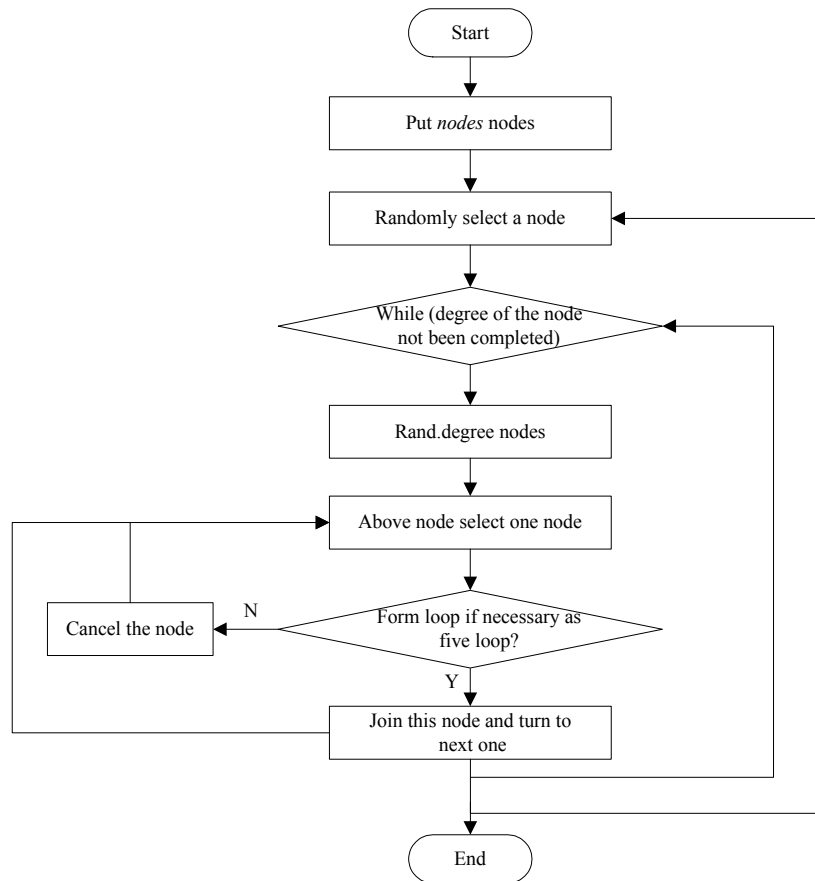 Start
Put nodes nodes
Randomly select a node
While (degree of the node
not been completed)
Rand.degree nodes
Above node select one node
Form loop if necessary as
five loop?
N
Cancel the node
Y
Join this node and turn to
next one
End